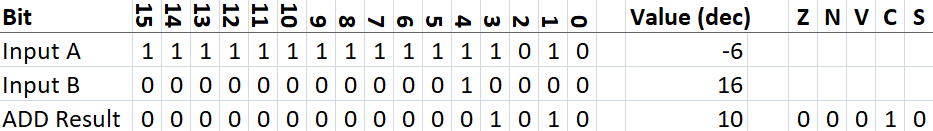 Bit 15 14 13 12 11 10 9 8 7 6 5 4 3 2 1 0 Value (dec) Z N V C S
Input A 1 1 1 1 1 1 1 1 1 1 1 1 1 0 1 0 -6
Input B 0 0 0 0 0 0 0 0 0 0 0 1 0 0 0 0 16
ADD Result 0 0 0 0 0 0 0 0 0 0 0 0 1 0 1 0 10 0 0 0 1 0